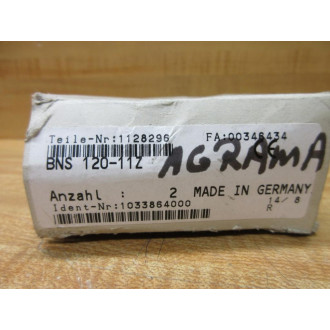 Teile-Nr:1128296 FA:00346434
BNS 120-11Z AGRAMA CE
Anzahl : 2 MADE IN GERMANY
Ident-Nr:1033864000 14/ 8
R